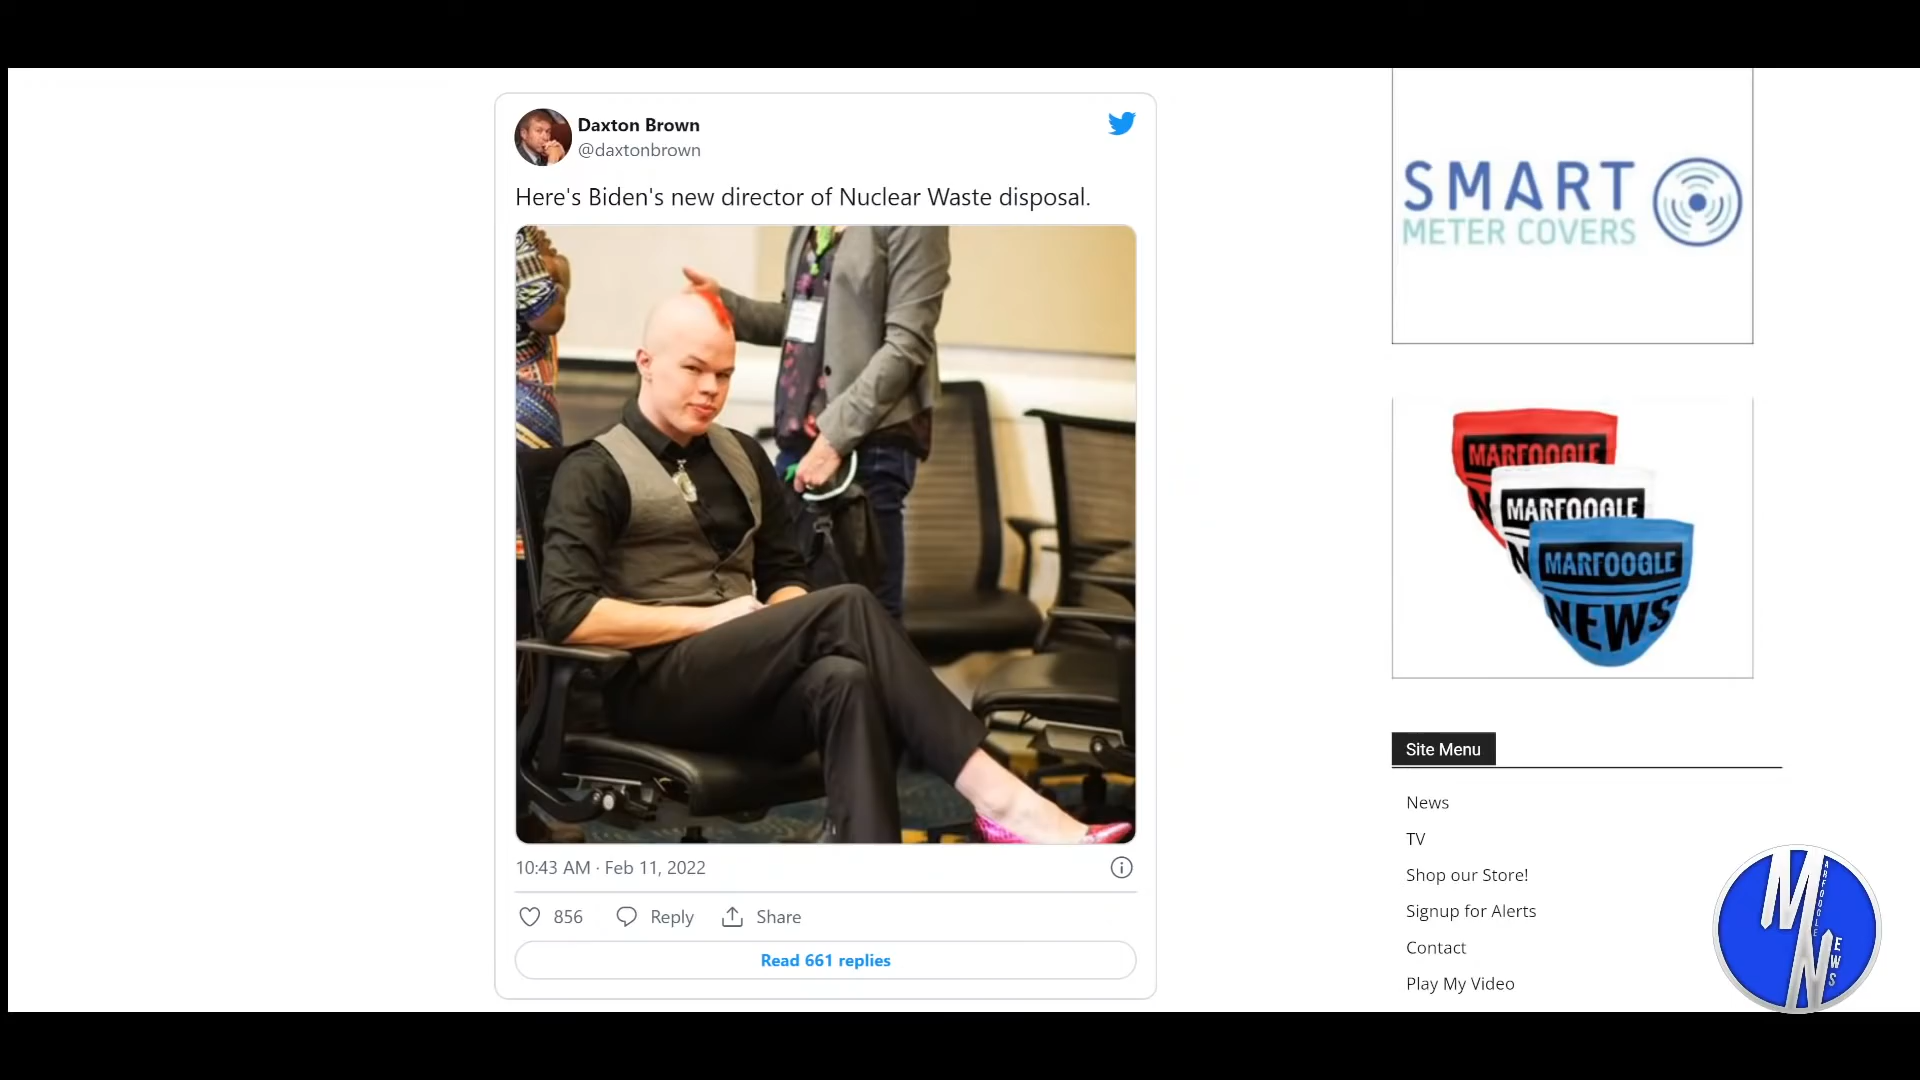 Daxton Brown
@daxtonbrown
Here's Biden's new director of Nuclear Waste disposal.
10:43 AM · Feb 11, 2022
856
Reply
Share
Read 661 replies
SMART
METER COVERS
MARFOOGLE
MARFOOGLE
MARFOOGLE
NEWS
Site Menu
News
TV
Shop our Store!
Signup for Alerts
Contact
Play My Video
MARFOOGLE
NEWS